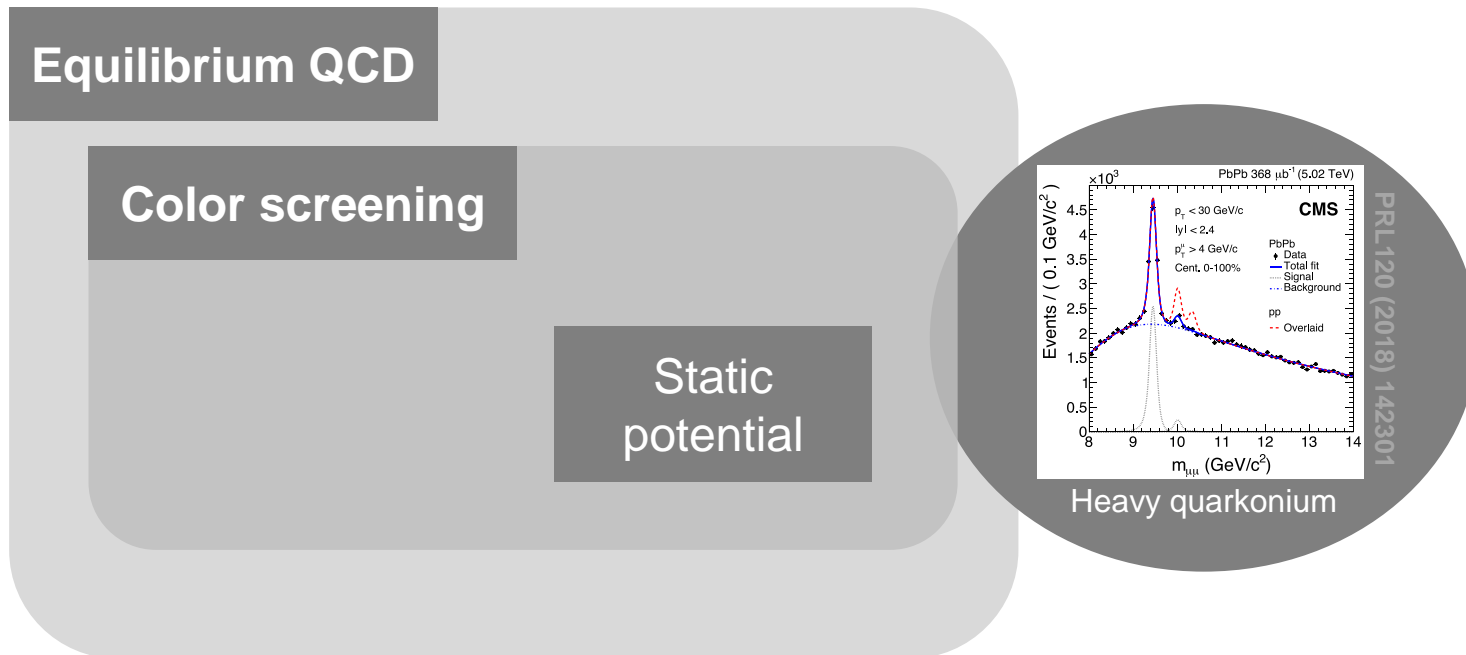 Equilibrium QCD
Color screening
Static
potential
×10³
PbPb 368 μb⁻¹ (5.02 TeV)
CMS
p_T < 30 GeV/c
|y| < 2.4
p_T^μ > 4 GeV/c
Cent. 0-100%
PbPb
Data
Total fit
Signal
Background
pp
Overlaid
Events / ( 0.1 GeV/c² )
4.5
4
3.5
3
2.5
2
1.5
1
0.5
0
8 9 10 11 12 13 14
m_μμ (GeV/c²)
PRL120 (2018) 142301
Heavy quarkonium